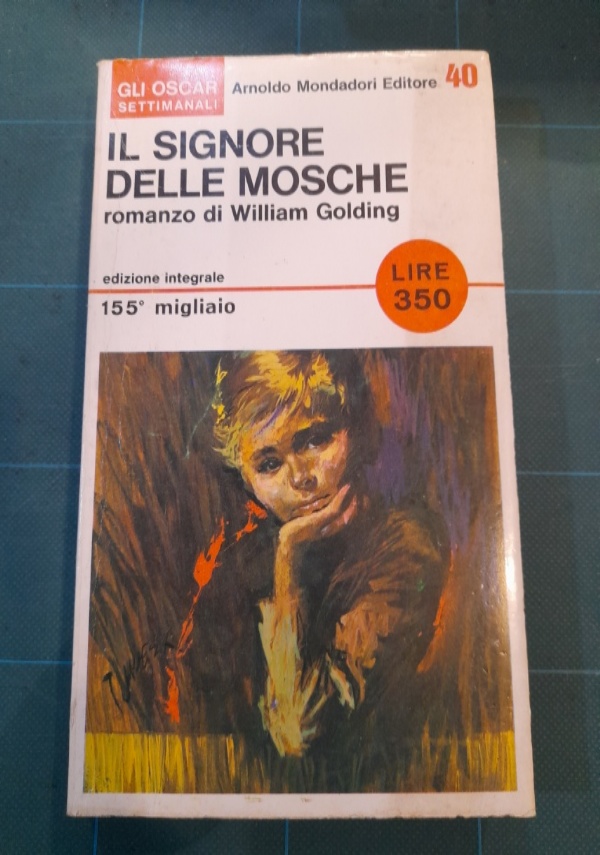 GLI OSCAR
SETTIMANALI
Arnoldo Mondadori Editore 40
IL SIGNORE
DELLE MOSCHE
romanzo di William Golding
edizione integrale
155° migliaio
LIRE
350